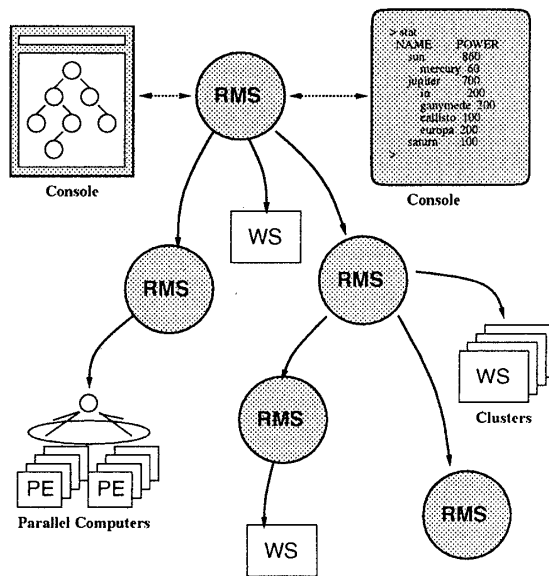 > stat
NAME POWER
sun 860
mercury 60
jupiter 700
io 200
ganymede 200
callisto 100
europa 200
saturn 100
>
RMS
Console
Console
WS
RMS
RMS
WS
Clusters
RMS
PE PE
RMS
Parallel Computers
WS